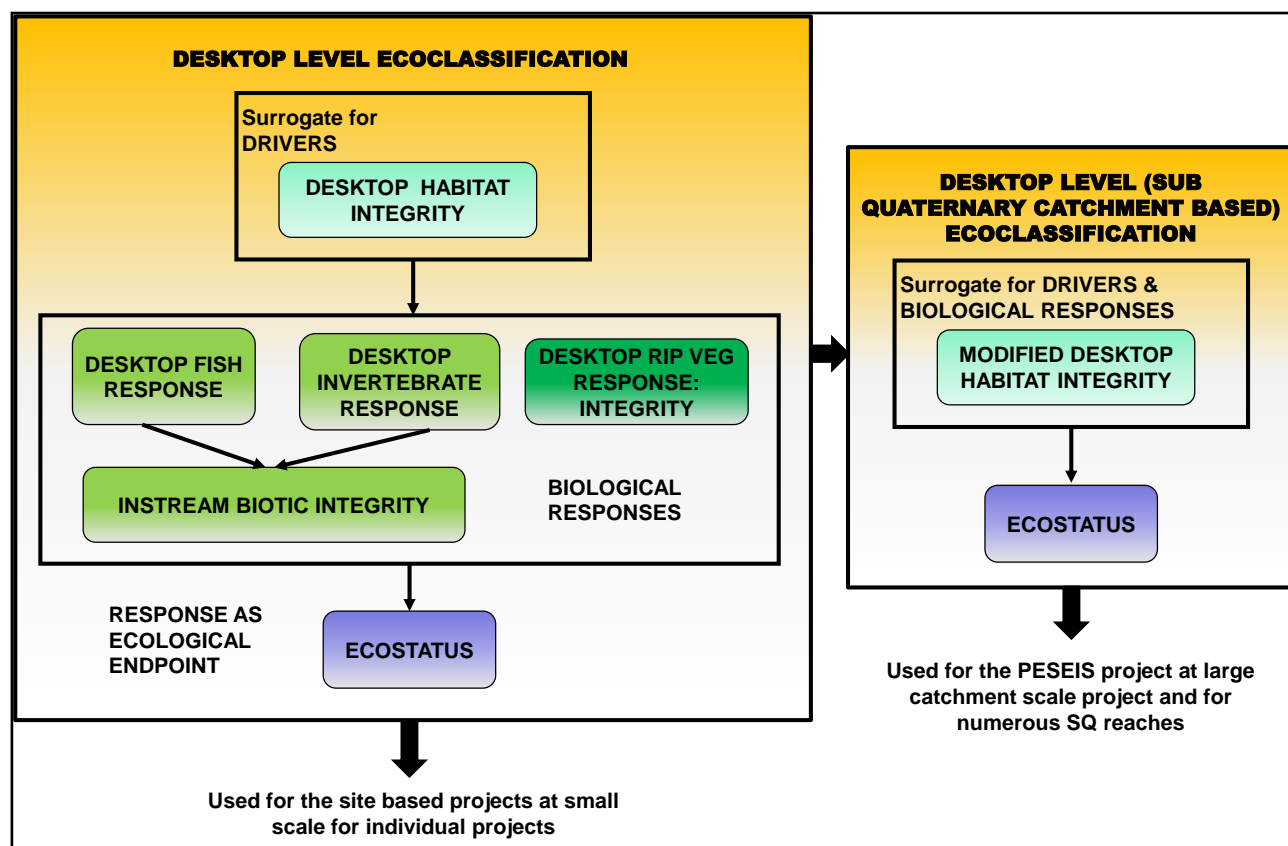 DESKTOP LEVEL ECOCLASSIFICATION
Surrogate for
DRIVERS
DESKTOP HABITAT
INTEGRITY
DESKTOP FISH
RESPONSE
DESKTOP
INVERTEBRATE
RESPONSE
DESKTOP RIP VEG
RESPONSE:
INTEGRITY
INSTREAM BIOTIC INTEGRITY
BIOLOGICAL
RESPONSES
RESPONSE AS
ECOLOGICAL
ENDPOINT
ECOSTATUS
Used for the site based projects at small
scale for individual projects
DESKTOP LEVEL (SUB
QUATERNARY CATCHMENT BASED)
ECOCLASSIFICATION
Surrogate for DRIVERS &
BIOLOGICAL RESPONSES
MODIFIED DESKTOP
HABITAT INTEGRITY
ECOSTATUS
Used for the PESEIS project at large
catchment scale project and for
numerous SQ reaches